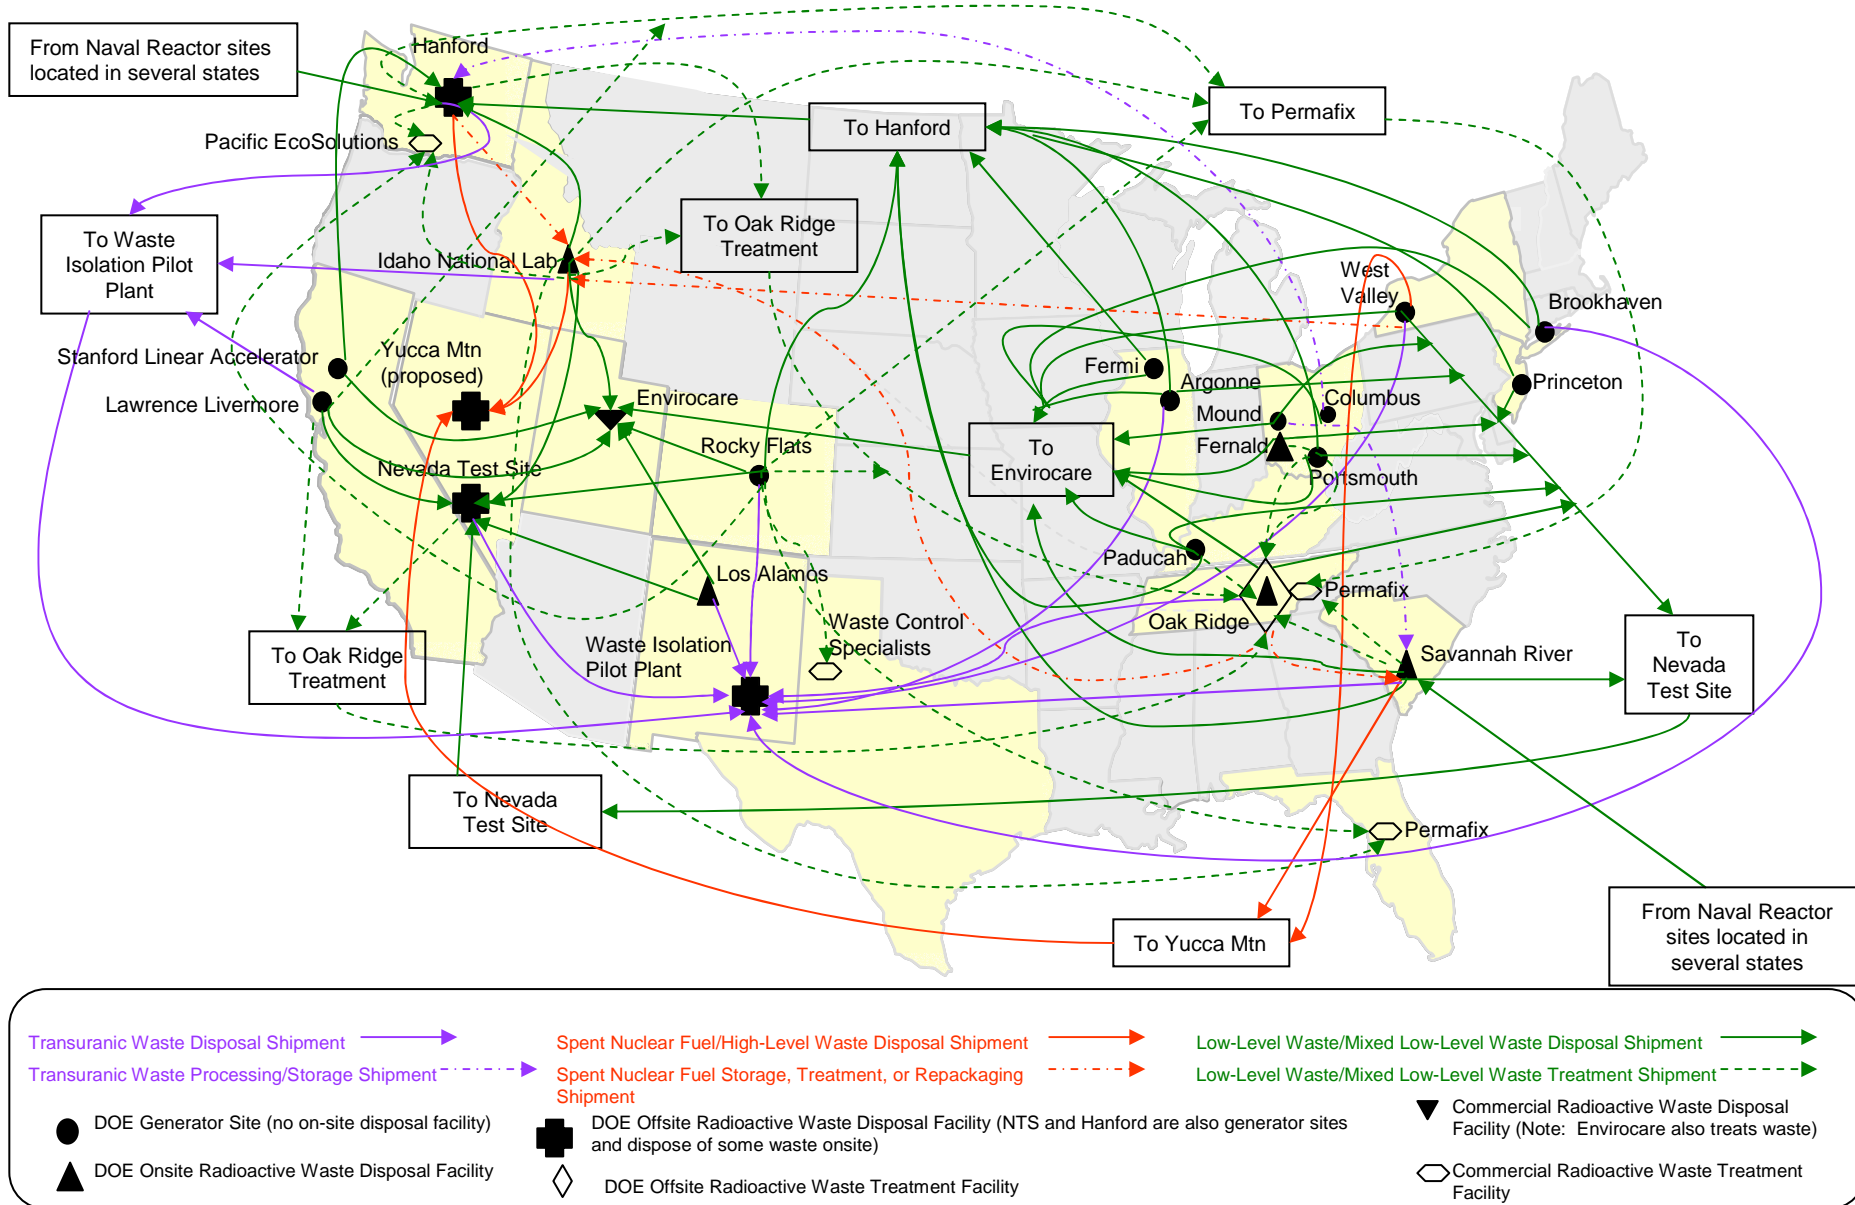 From Naval Reactor sites
located in several states
Hanford
To Permafix
To Hanford
Pacific EcoSolutions
To Waste
Isolation Pilot
Plant
To Oak Ridge
Treatment
Idaho National Lab
West
Valley
Brookhaven
Stanford Linear Accelerator
Yucca Mtn
(proposed)
Fermi
Argonne
Princeton
Lawrence Livermore
Envirocare
Mound
Columbus
Rocky Flats
To
Envirocare
Fernald
Nevada Test Site
Portsmouth
Paducah
Los Alamos
Permafix
Oak Ridge
Waste Isolation
Pilot Plant
Waste Control
Specialists
To Oak Ridge
Treatment
Savannah River
To
Nevada
Test Site
To Nevada
Test Site
Permafix
To Yucca Mtn
From Naval Reactor
sites located in
several states
Transuranic Waste Disposal Shipment
Spent Nuclear Fuel/High-Level Waste Disposal Shipment
Low-Level Waste/Mixed Low-Level Waste Disposal Shipment
Transuranic Waste Processing/Storage Shipment
Spent Nuclear Fuel Storage, Treatment, or Repackaging
Shipment
Low-Level Waste/Mixed Low-Level Waste Treatment Shipment
DOE Generator Site (no on-site disposal facility)
DOE Offsite Radioactive Waste Disposal Facility (NTS and Hanford are also generator sites
and dispose of some waste onsite)
Commercial Radioactive Waste Disposal
Facility (Note: Envirocare also treats waste)
DOE Onsite Radioactive Waste Disposal Facility
DOE Offsite Radioactive Waste Treatment Facility
Commercial Radioactive Waste Treatment
Facility